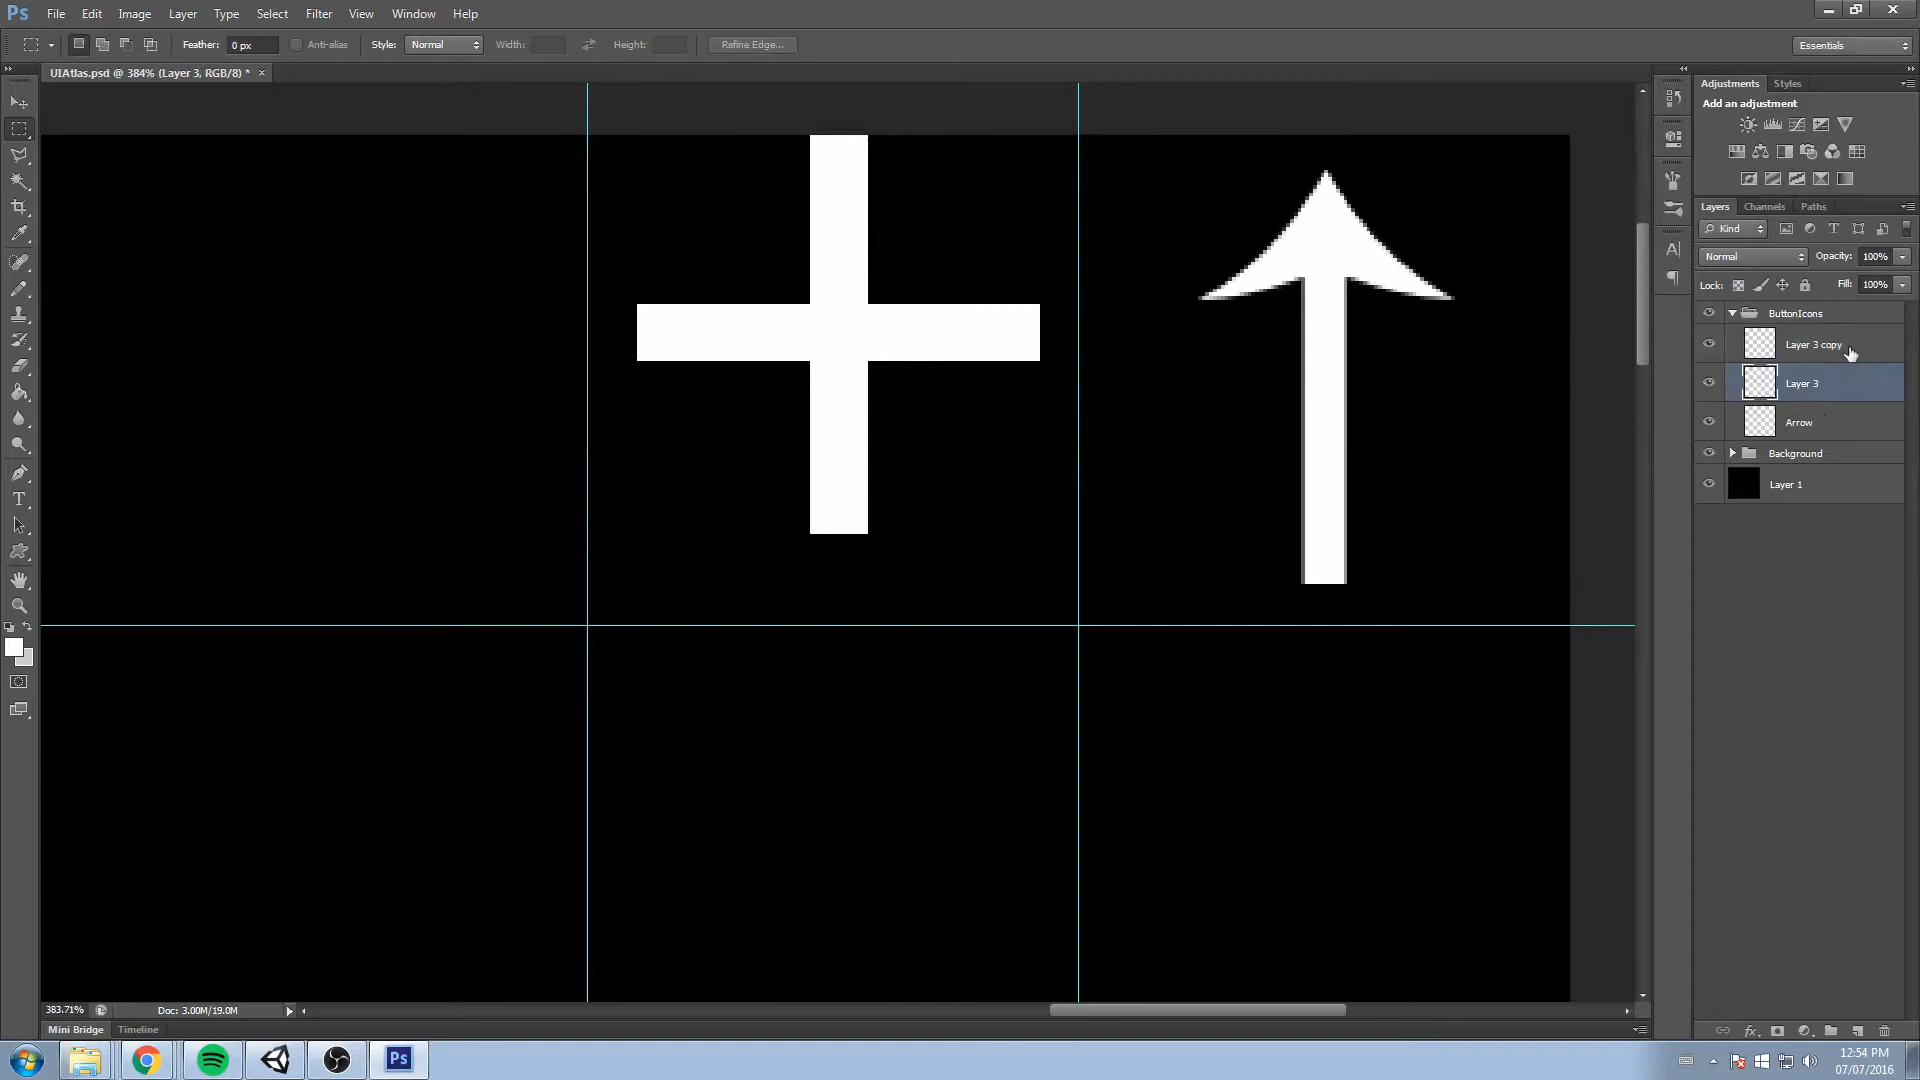 Ps File Edit Image Layer Type Select Filter View Window Help
Feather: 0 px Anti-alias Style: Normal Width: Height: Refine Edge... Essentials
UIAtlas.psd @ 384% (Layer 3, RGB/8) *
Adjustments Styles
Add an adjustment
Layers Channels Paths
Kind
Normal Opacity: 100%
Lock: Fill: 100%
ButtonIcons
Layer 3 copy
Layer 3
Arrow
Background
Layer 1
383.71% Doc: 3.00M/19.0M
Mini Bridge Timeline
Ps
12:54 PM
07/07/2016